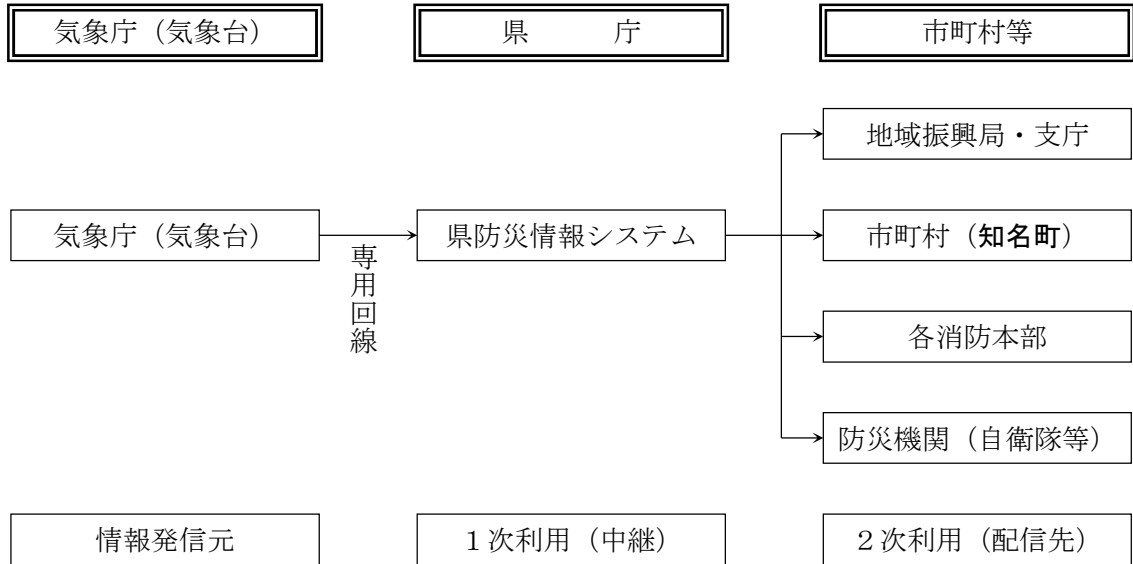 気象庁（気象台）
県　　庁
市町村等
地域振興局・支庁
気象庁（気象台）
専用回線
県防災情報システム
市町村（知名町）
各消防本部
防災機関（自衛隊等）
情報発信元
１次利用（中継）
２次利用（配信先）